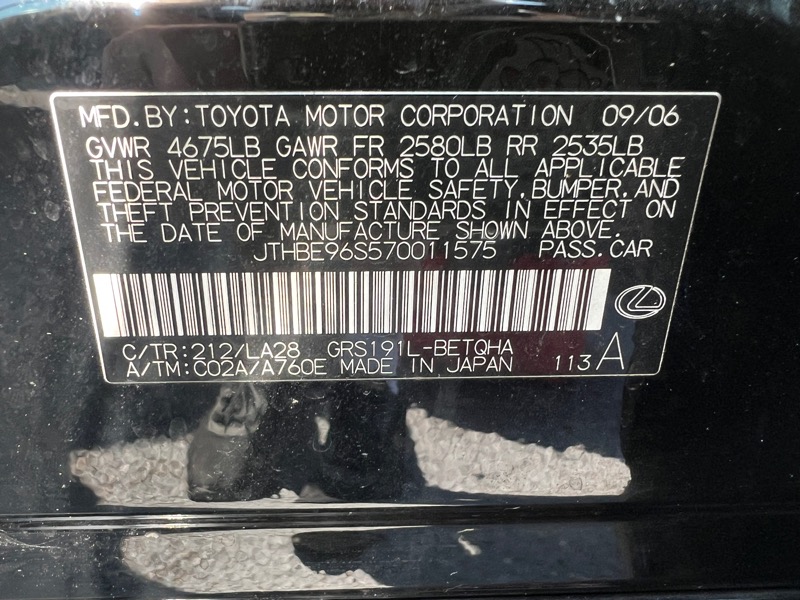 MFD.BY:TOYOTA MOTOR CORPORATION 09/06
GVWR 4675LB GAWR FR 2580LB RR 2535LB
THIS VEHICLE CONFORMS TO ALL APPLICABLE
FEDERAL MOTOR VEHICLE SAFETY,BUMPER,AND
THEFT PREVENTION STANDARDS IN EFFECT ON
THE DATE OF MANUFACTURE SHOWN ABOVE.
JTHBE96S570011575 PASS.CAR
C/TR:212/LA28 GRS191L-BETQHA
A/TM:C02A/A760E MADE IN JAPAN 113A